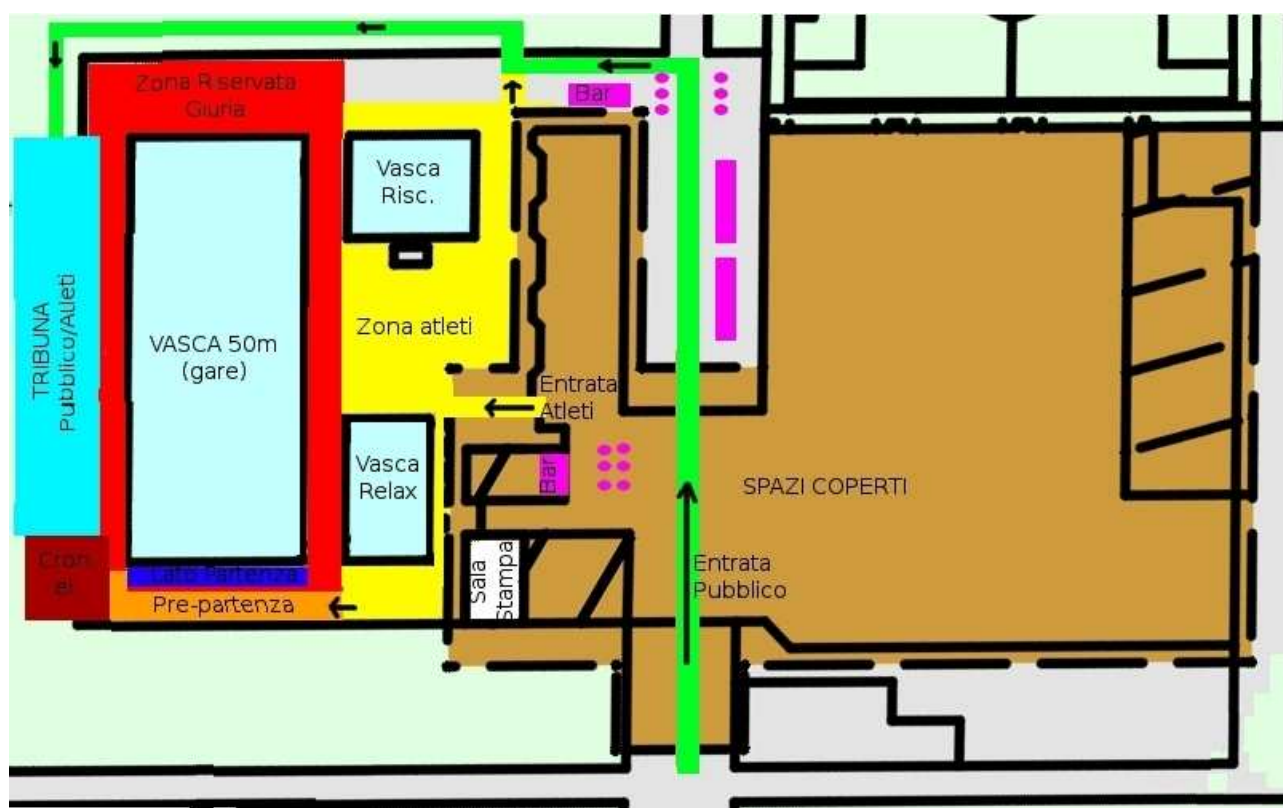 Zona Riservata
Giuria
Bar
Vasca
Risc.
TRIBUNA
Pubblico/Atleti
VASCA 50m
(gare)
Zona atleti
Entrata
Atleti
Vasca
Relax
Bar
SPAZI COPERTI
Sala
Stampa
Entrata
Pubblico
Lato Partenza
Pre-partenza